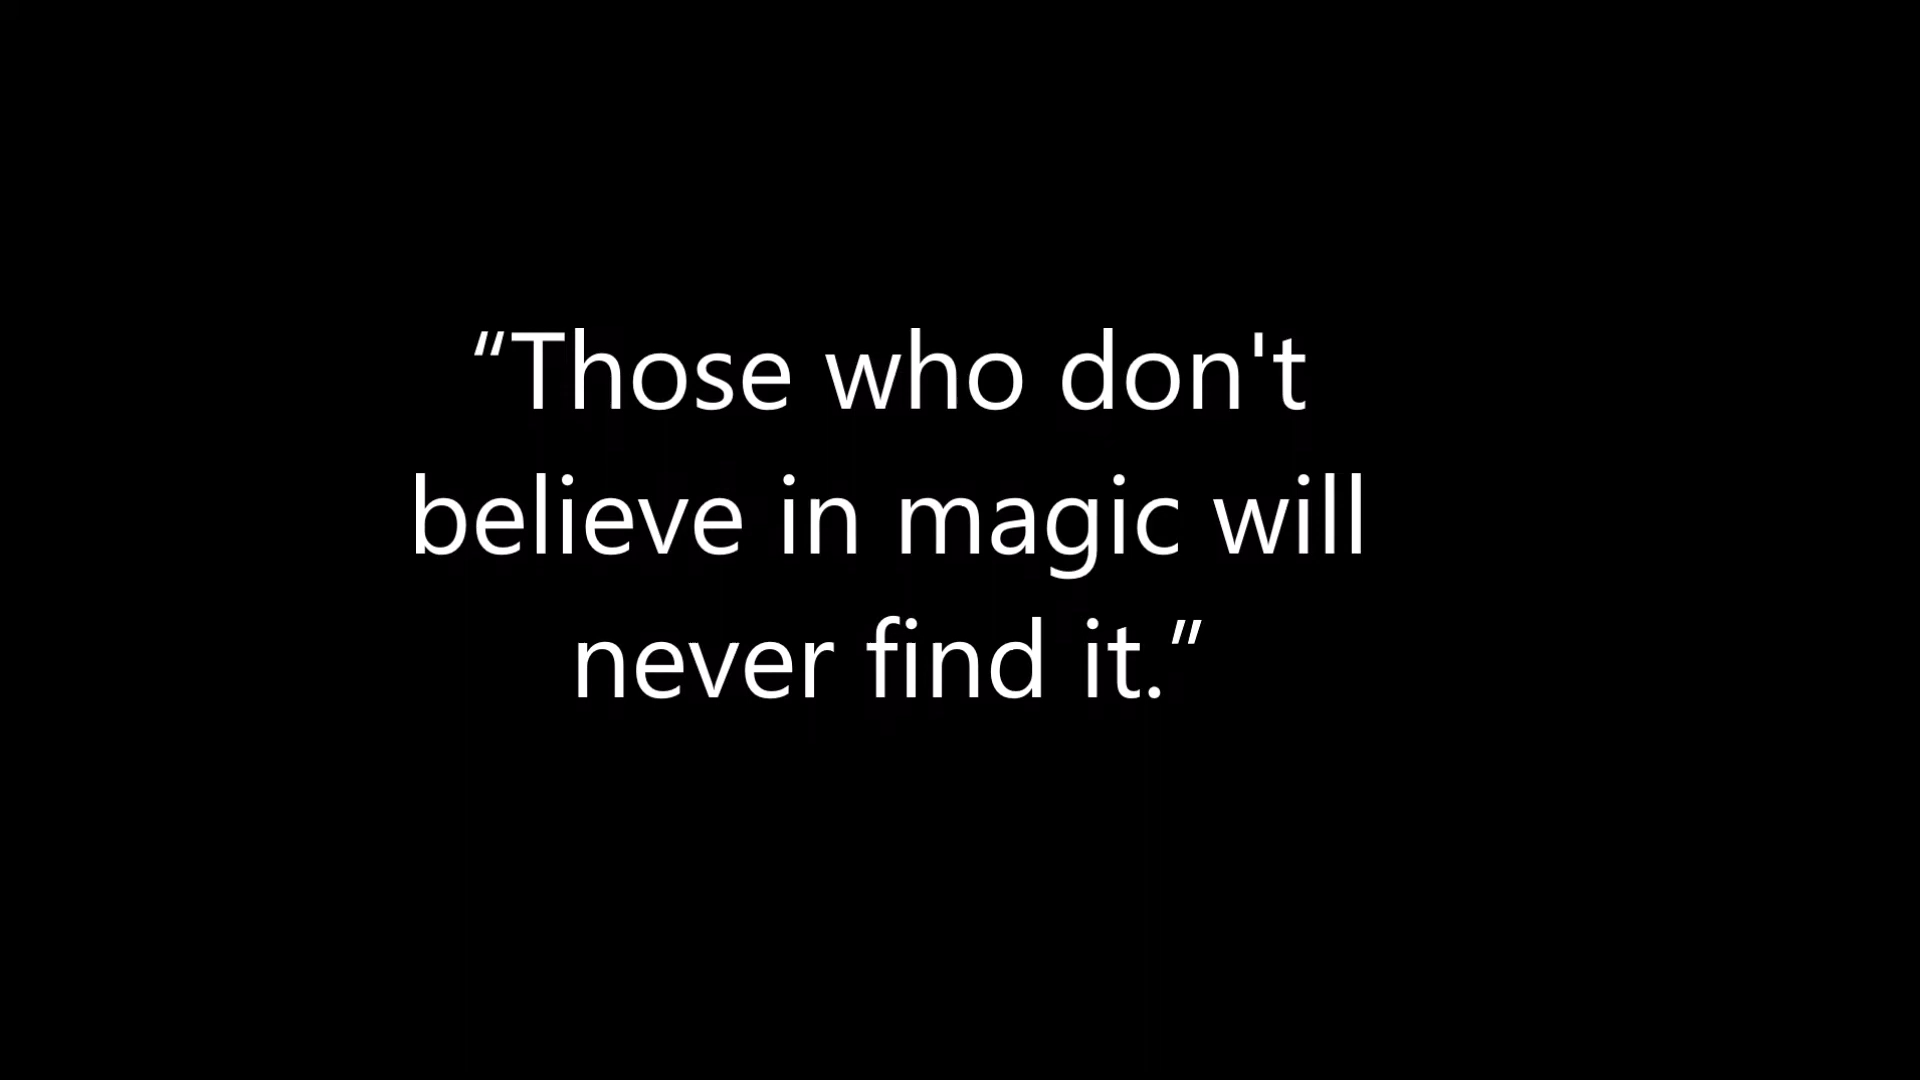 “Those who don't
believe in magic will
never find it.”